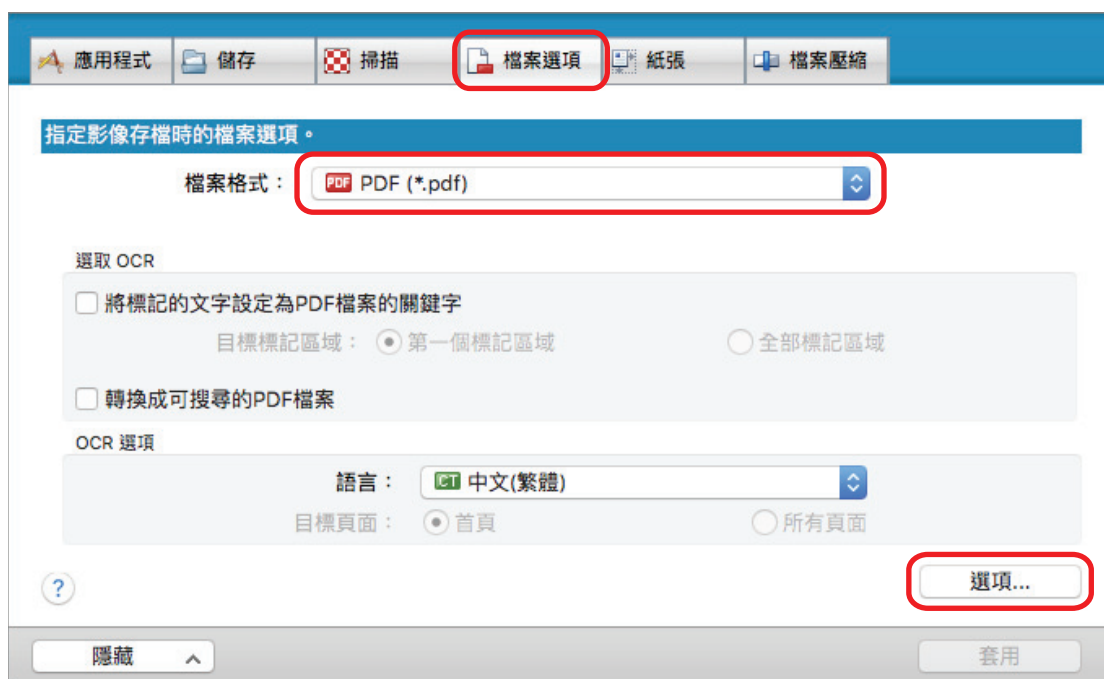 應用程式 儲存 掃描 檔案選項 紙張 檔案壓縮
指定影像存檔時的檔案選項。
檔案格式： PDF PDF (*.pdf)
選取 OCR
將標記的文字設定為PDF檔案的關鍵字
目標標記區域： 第一個標記區域 全部標記區域
轉換成可搜尋的PDF檔案
OCR 選項
語言： CT 中文(繁體)
目標頁面： 首頁 所有頁面
? 選項...
隱藏 套用